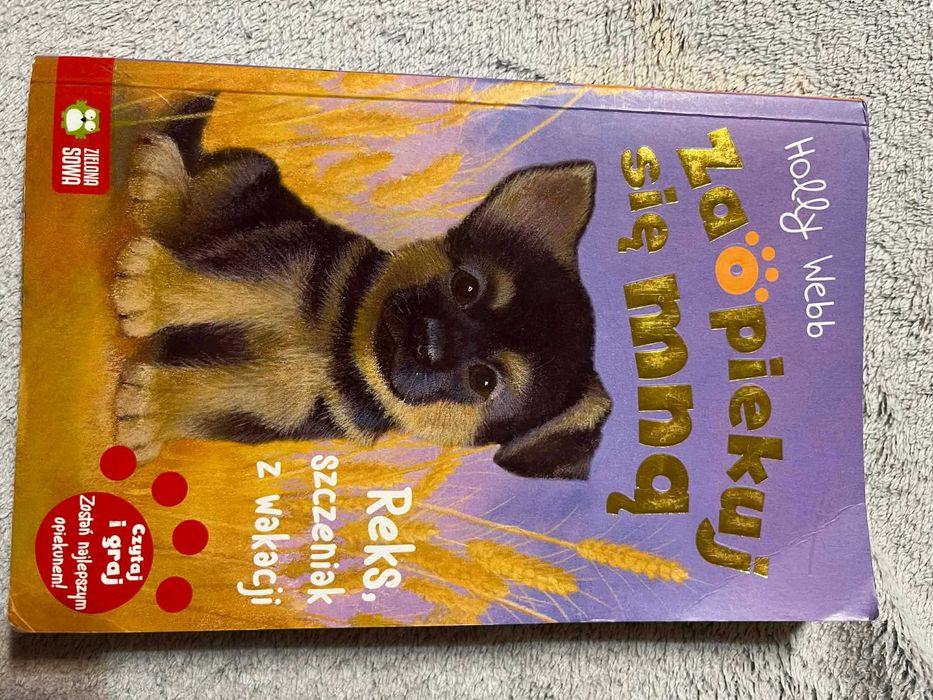 Holly Webb
Zaopiekuj
się mną
Reks,
szczeniak
z wakacji
czytaj
i graj
Zostań najlepszym
opiekunem!
ZIELONA
SOWA